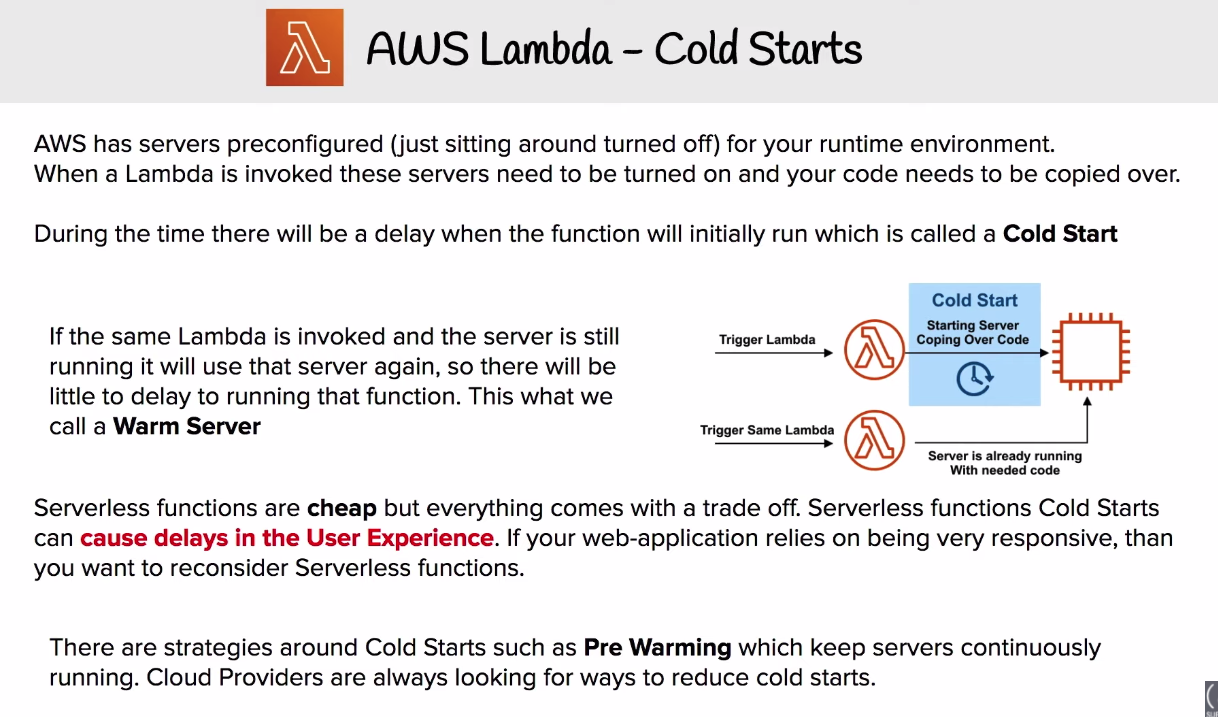 AWS Lambda – Cold Starts
AWS has servers preconfigured (just sitting around turned off) for your runtime environment.
When a Lambda is invoked these servers need to be turned on and your code needs to be copied over.
During the time there will be a delay when the function will initially run which is called a Cold Start
If the same Lambda is invoked and the server is still
running it will use that server again, so there will be
little to delay to running that function. This what we
call a Warm Server
Cold Start
Starting Server
Coping Over Code
Trigger Lambda
Trigger Same Lambda
Server is already running
With needed code
Serverless functions are cheap but everything comes with a trade off. Serverless functions Cold Starts
can cause delays in the User Experience. If your web-application relies on being very responsive, than
you want to reconsider Serverless functions.
There are strategies around Cold Starts such as Pre Warming which keep servers continuously
running. Cloud Providers are always looking for ways to reduce cold starts.